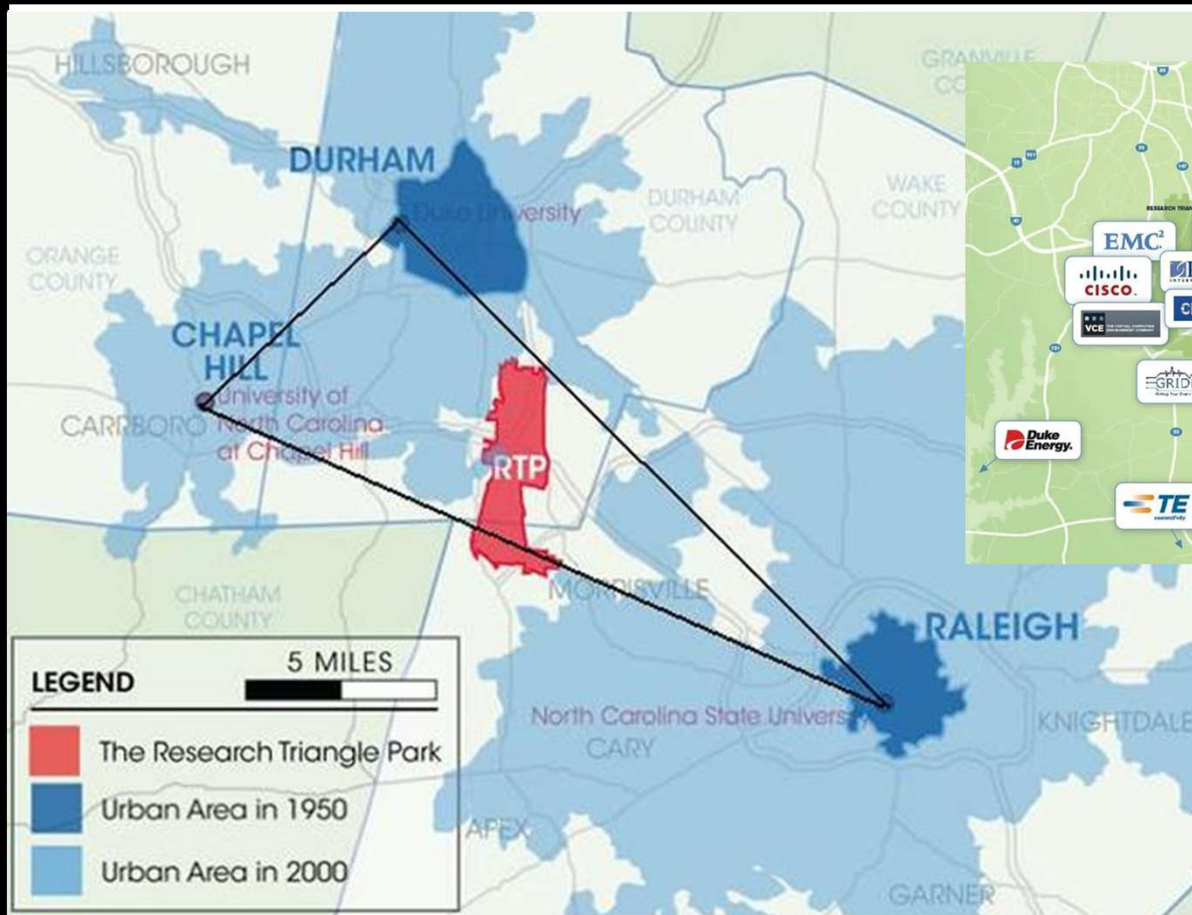 HILLSBOROUGH
GRANVILLE
DURHAM
Duke University
DURHAM
COUNTY
WAKE
COUNTY
ORANGE
COUNTY
CHAPEL
HILL
University of
North Carolina
at Chapel Hill
CARRBORO
RTP
CHATHAM
COUNTY
MORRISVILLE
RALEIGH
North Carolina State
CARY
KNIGHTDALE
APEX
GARNER
LEGEND
5 MILES
The Research Triangle Park
Urban Area in 1950
Urban Area in 2000
EMC²
CISCO
VCE
Duke
Energy.
TE
connectivity